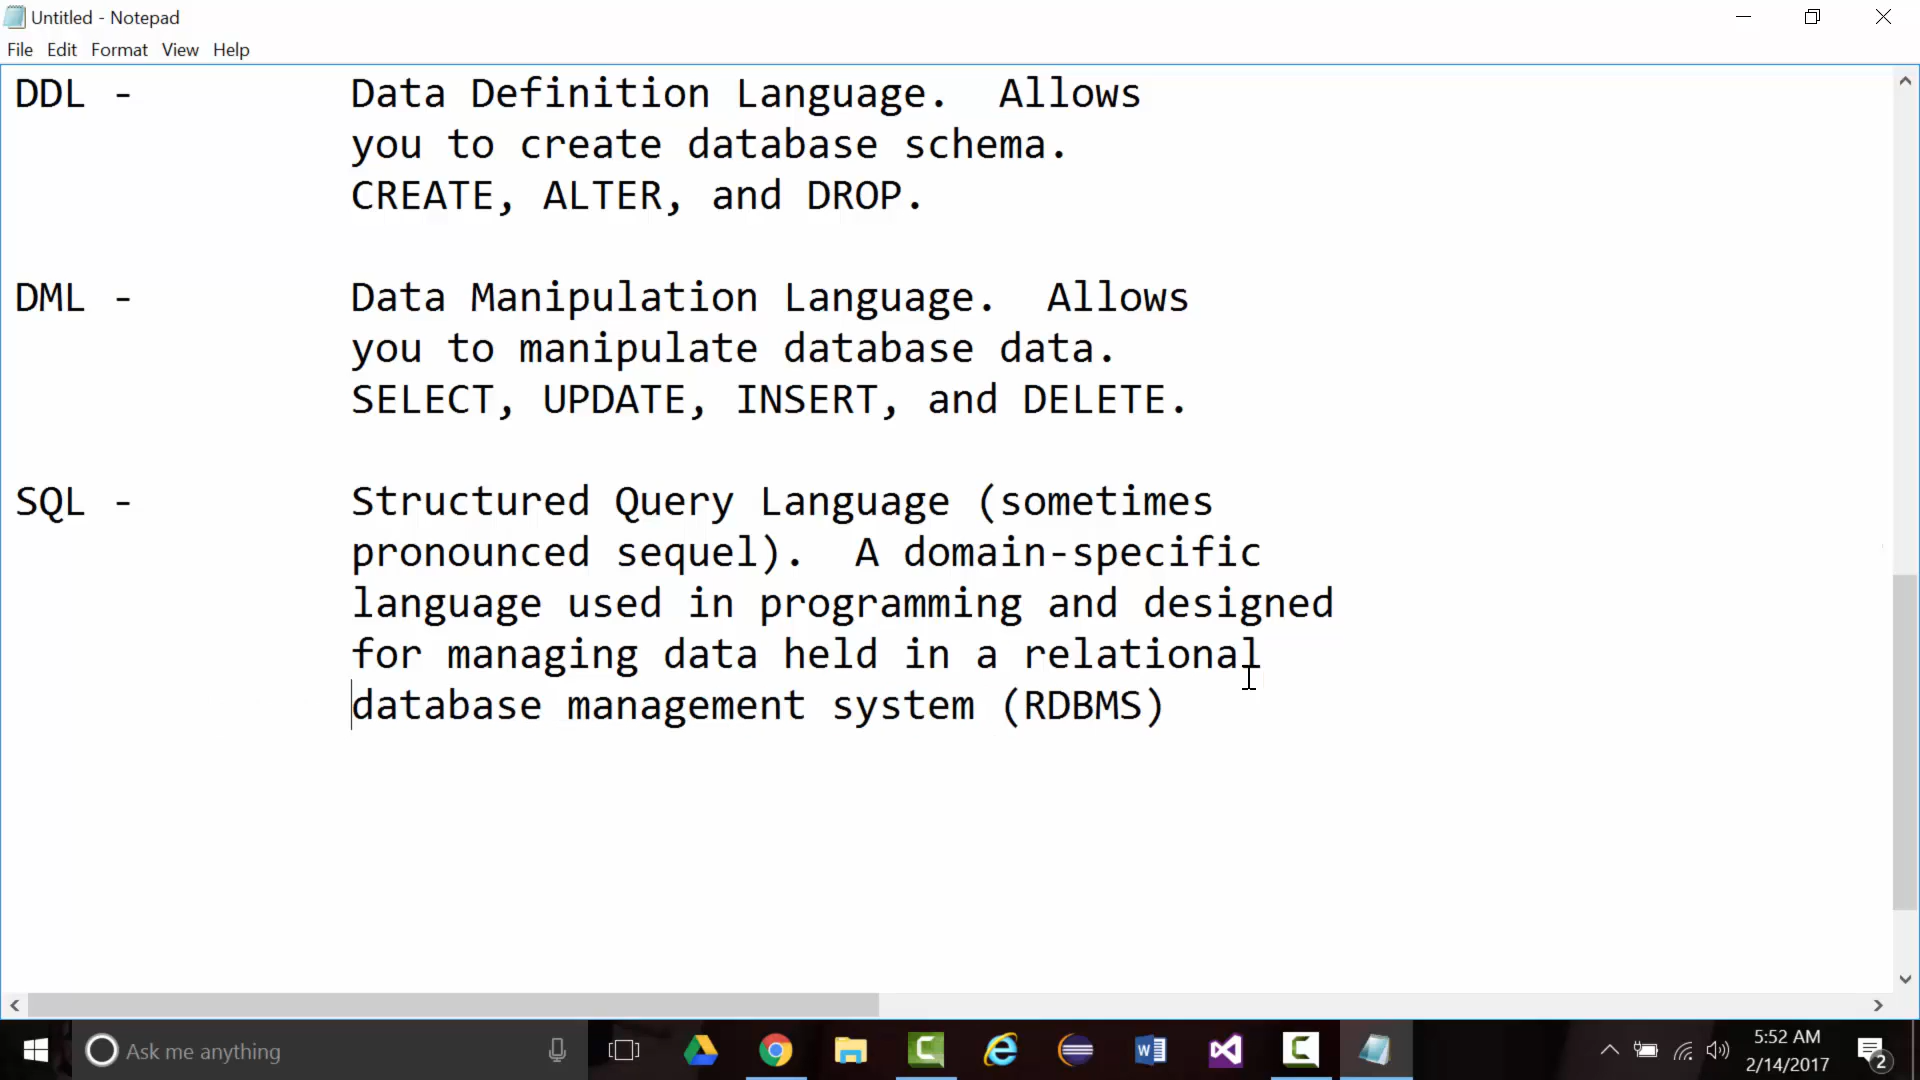 Untitled - Notepad
File Edit Format View Help
DDL - Data Definition Language.  Allows
you to create database schema.
CREATE, ALTER, and DROP.
DML - Data Manipulation Language.  Allows
you to manipulate database data.
SELECT, UPDATE, INSERT, and DELETE.
SQL - Structured Query Language (sometimes
pronounced sequel).  A domain-specific
language used in programming and designed
for managing data held in a relational
database management system (RDBMS)
Ask me anything
5:52 AM
2/14/2017
2